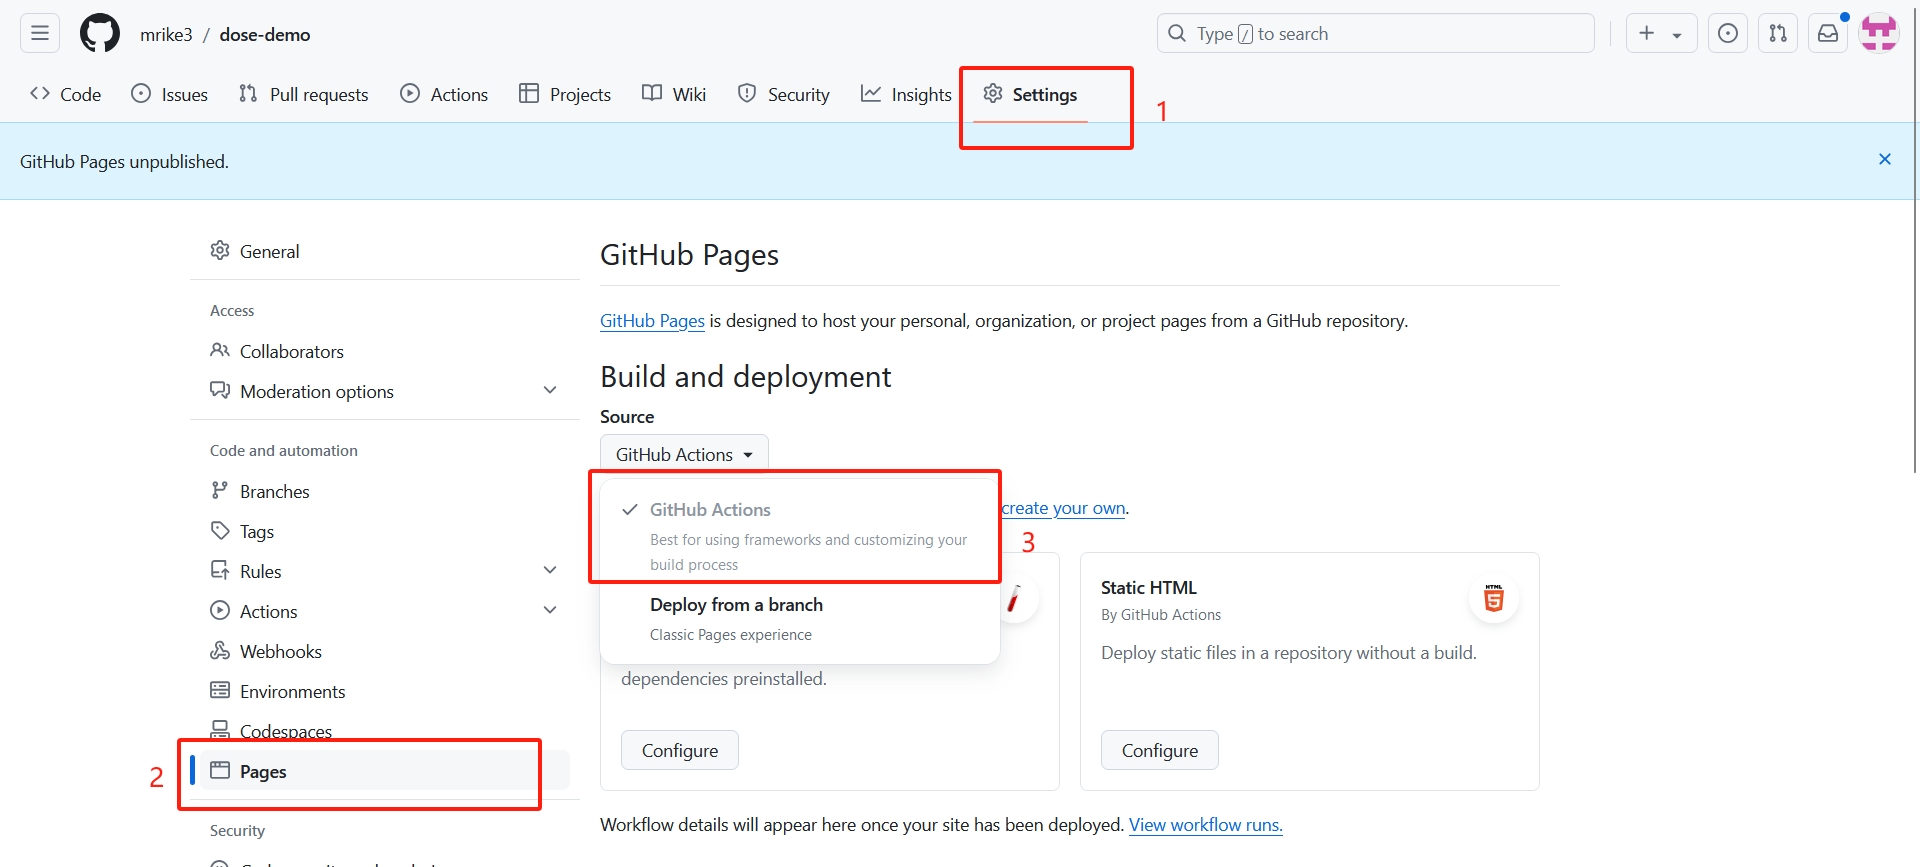 mrike3 / dose-demo
Type / to search
Code
Issues
Pull requests
Actions
Projects
Wiki
Security
Insights
Settings
1
GitHub Pages unpublished.
General
Access
Collaborators
Moderation options
Code and automation
Branches
Tags
Rules
Actions
Webhooks
Environments
Codespaces
2
Pages
Security
GitHub Pages
GitHub Pages is designed to host your personal, organization, or project pages from a GitHub repository.
Build and deployment
Source
GitHub Actions
create your own.
GitHub Actions
Best for using frameworks and customizing your
build process
3
Deploy from a branch
Classic Pages experience
dependencies preinstalled.
Configure
Static HTML
By GitHub Actions
HTML
5
Deploy static files in a repository without a build.
Configure
Workflow details will appear here once your site has been deployed. View workflow runs.